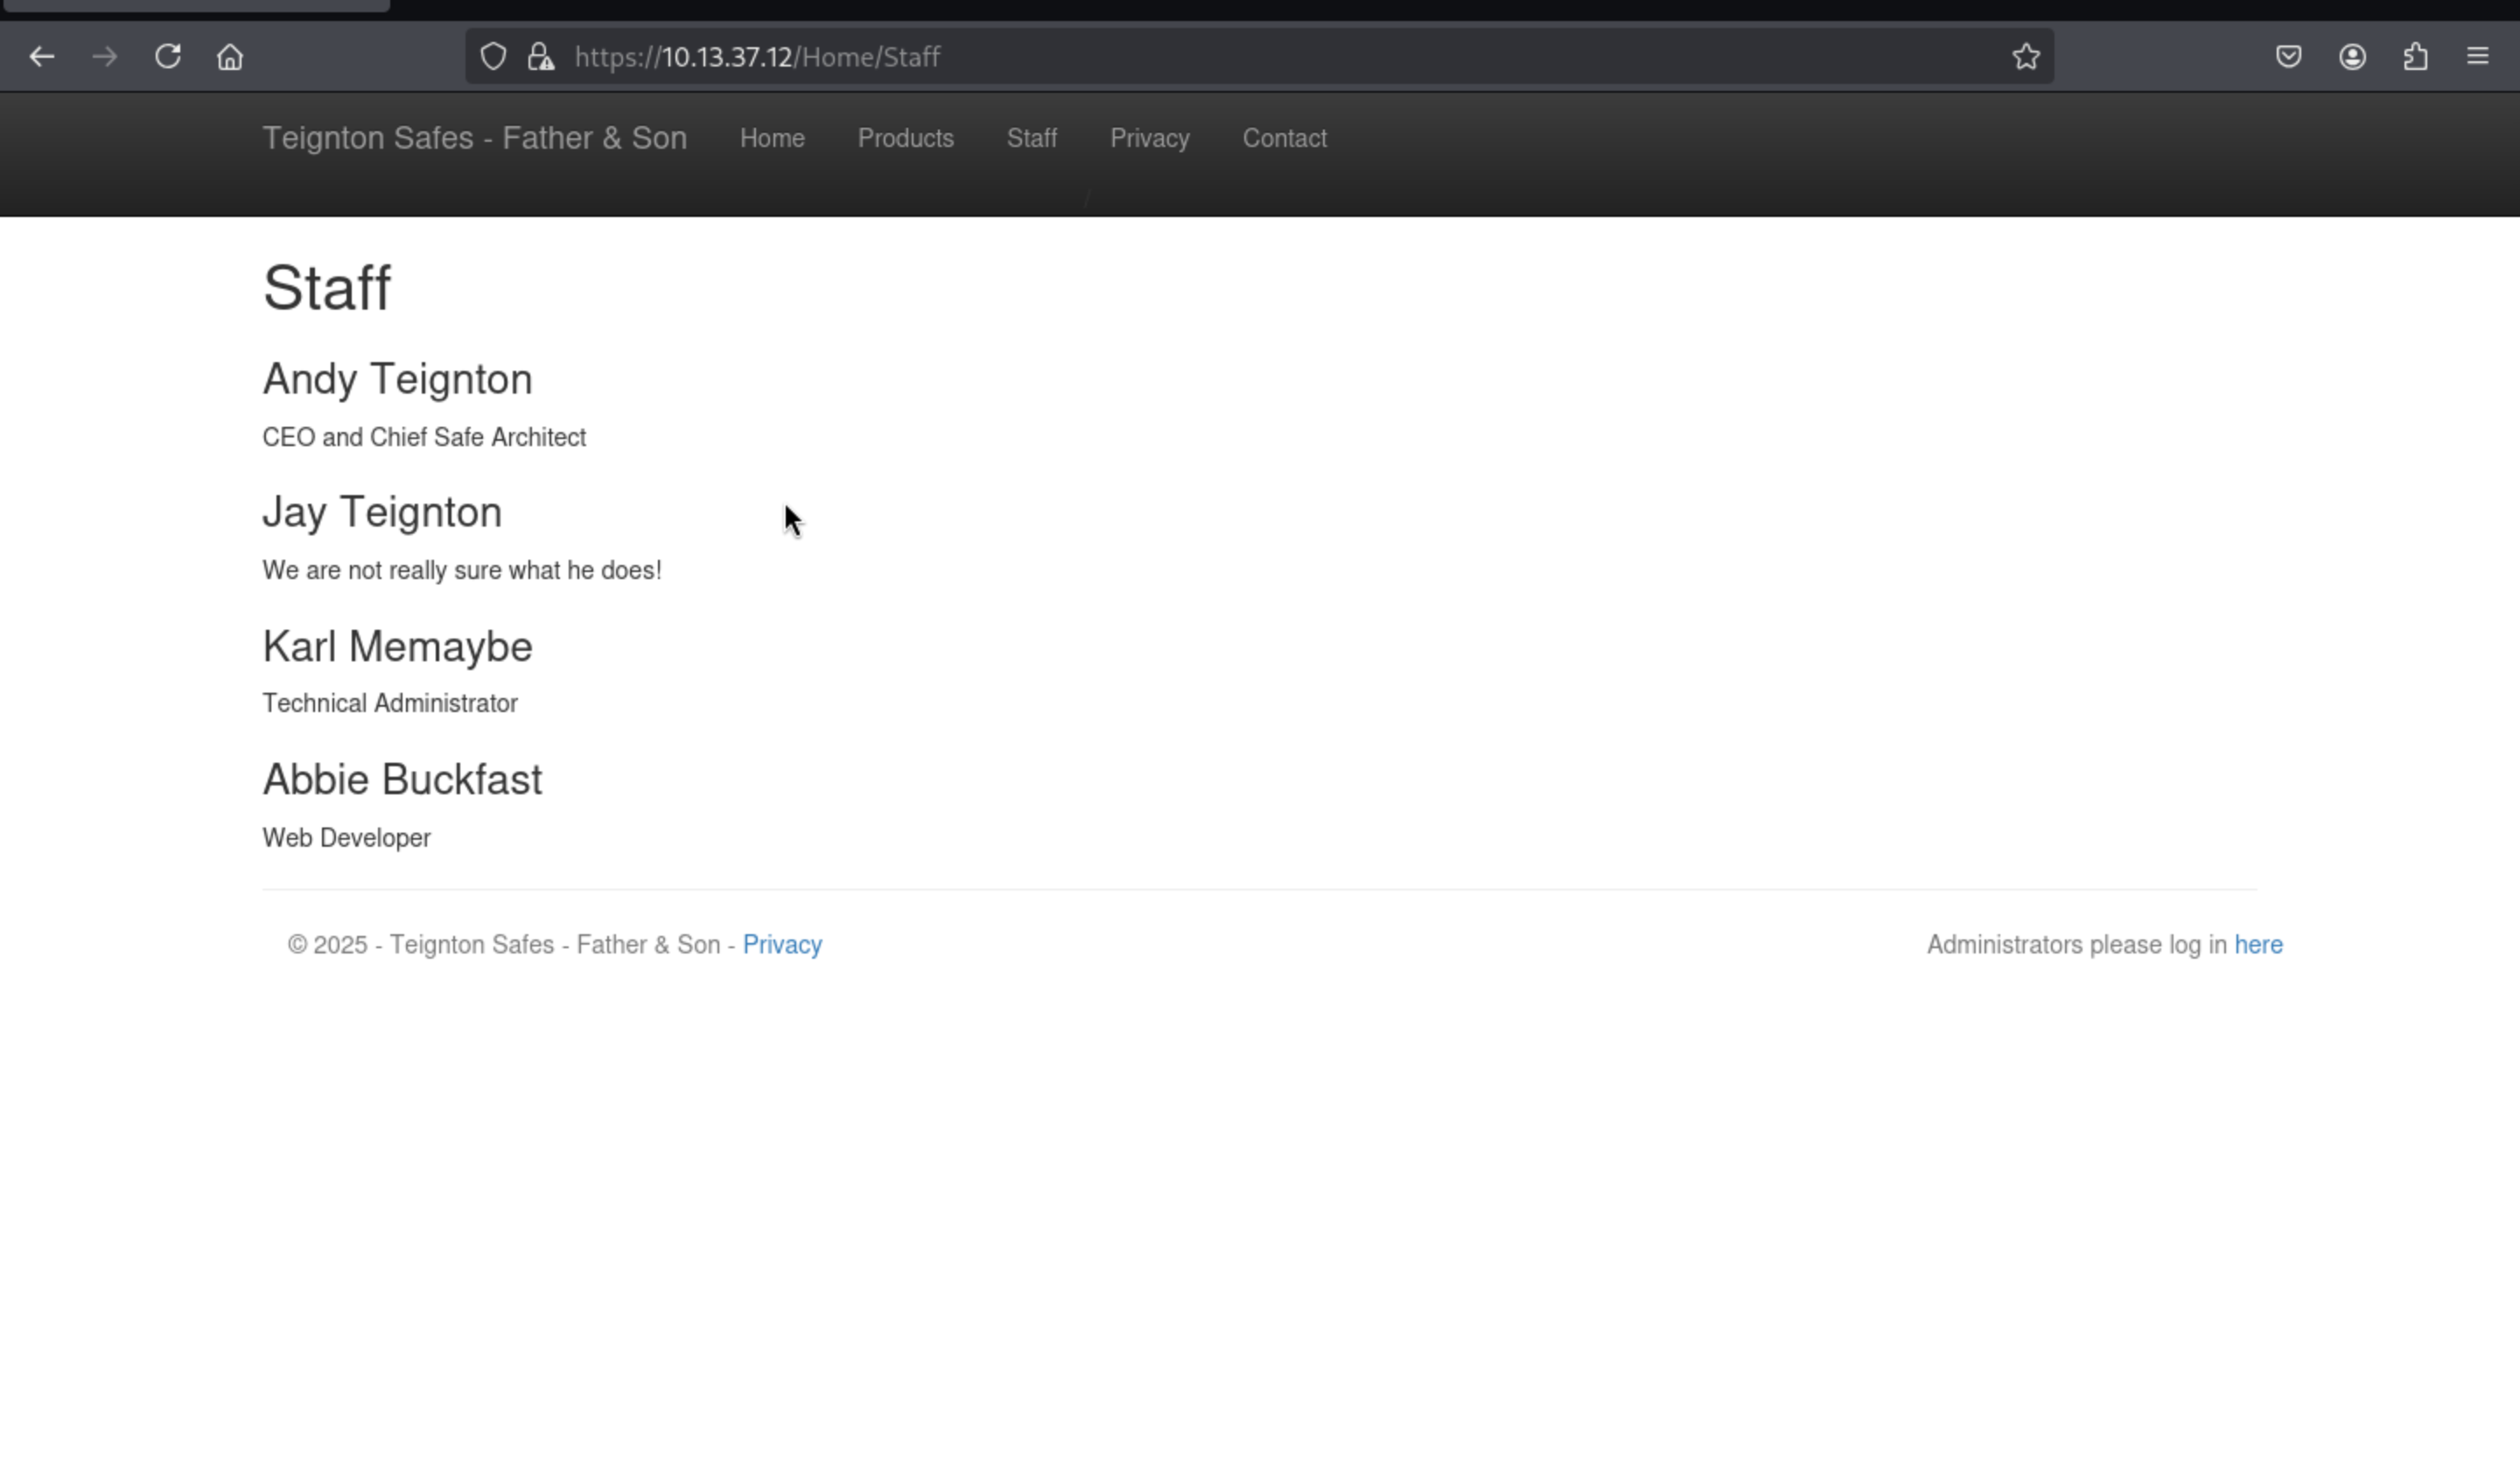 https://10.13.37.12/Home/Staff
Teignton Safes - Father & Son Home Products Staff Privacy Contact
Staff
Andy Teignton
CEO and Chief Safe Architect
Jay Teignton
We are not really sure what he does!
Karl Memaybe
Technical Administrator
Abbie Buckfast
Web Developer
© 2025 - Teignton Safes - Father & Son - Privacy Administrators please log in here